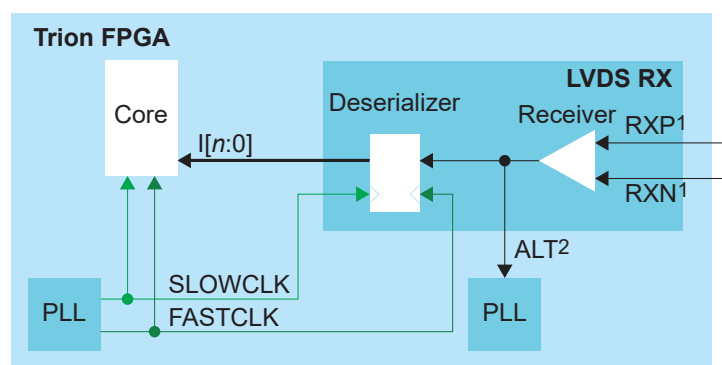 Trion FPGA
LVDS RX
Core
Deserializer
Receiver
RXP1
I[n:0]
RXN1
ALT2
SLOWCLK
PLL
FASTCLK
PLL